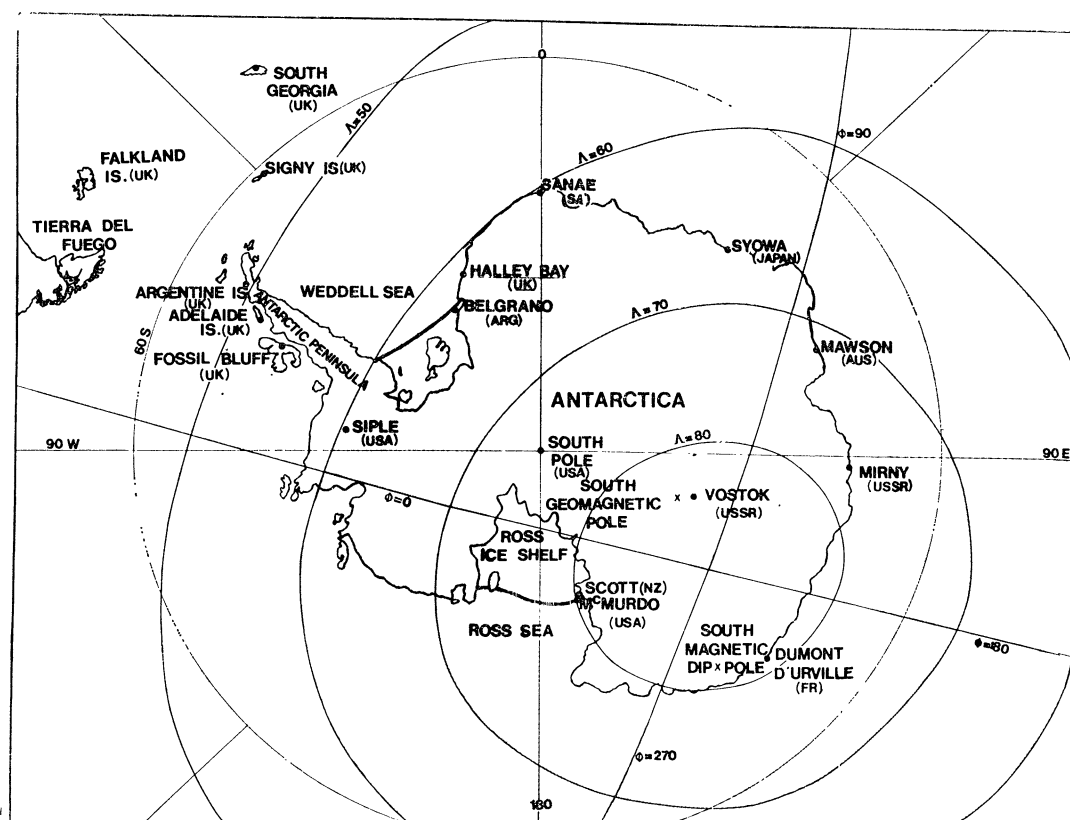 0
SOUTH
GEORGIA
(UK)
Λ=50
Φ=90
FALKLAND
IS.(UK)
SIGNY IS(UK)
Λ=60
SANAE
(SA)
TIERRA DEL
FUEGO
SYOWA
(JAPAN)
HALLEY BAY
(UK)
WEDDELL SEA
ARGENTINE IS
(UK)
BELGRANO
(ARG)
Λ=70
ADELAIDE
IS.(UK)
ANTARCTIC PENINSULA
60 S
FOSSIL BLUFF
(UK)
MAWSON
(AUS)
ANTARCTICA
SIPLE
(USA)
Λ=80
90 W
SOUTH
POLE
(USA)
90 E
MIRNY
(USSR)
SOUTH
GEOMAGNETIC
POLE
x
VOSTOK
(USSR)
Φ=0
ROSS
ICE SHELF
SCOTT(NZ)
McMURDO
(USA)
ROSS SEA
SOUTH
MAGNETIC
DIP x POLE
DUMONT
D'URVILLE
(FR)
Φ=180
Φ=270
180